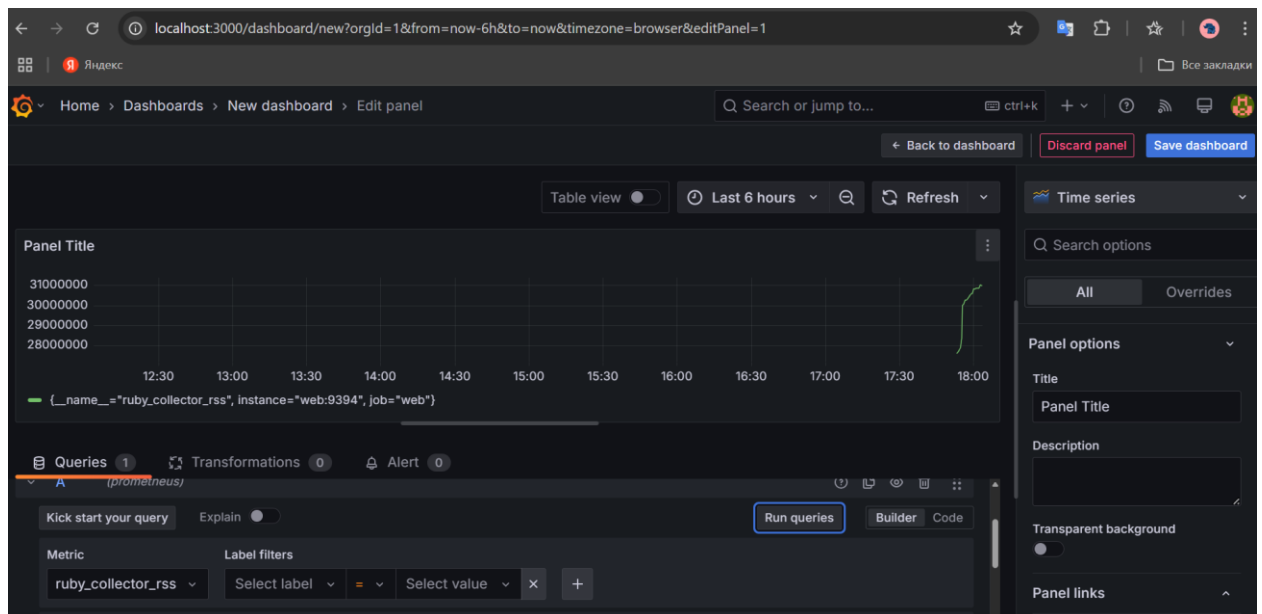 localhost:3000/dashboard/new?orgId=1&from=now-6h&to=now&timezone=browser&editPanel=1
Яндекс
Все закладки
Home › Dashboards › New dashboard › Edit panel
Search or jump to...
ctrl+k
Back to dashboard
Discard panel
Save dashboard
Table view
Last 6 hours
Refresh
Time series
Panel Title
Search options
All
Overrides
31000000
30000000
29000000
28000000
12:30 13:00 13:30 14:00 14:30 15:00 15:30 16:00 16:30 17:00 17:30 18:00
{__name__="ruby_collector_rss", instance="web:9394", job="web"}
Panel options
Title
Panel Title
Description
Transparent background
Panel links
Queries 1
Transformations 0
Alert 0
A (prometheus)
Kick start your query
Explain
Run queries
Builder
Code
Metric
Label filters
ruby_collector_rss
Select label
=
Select value